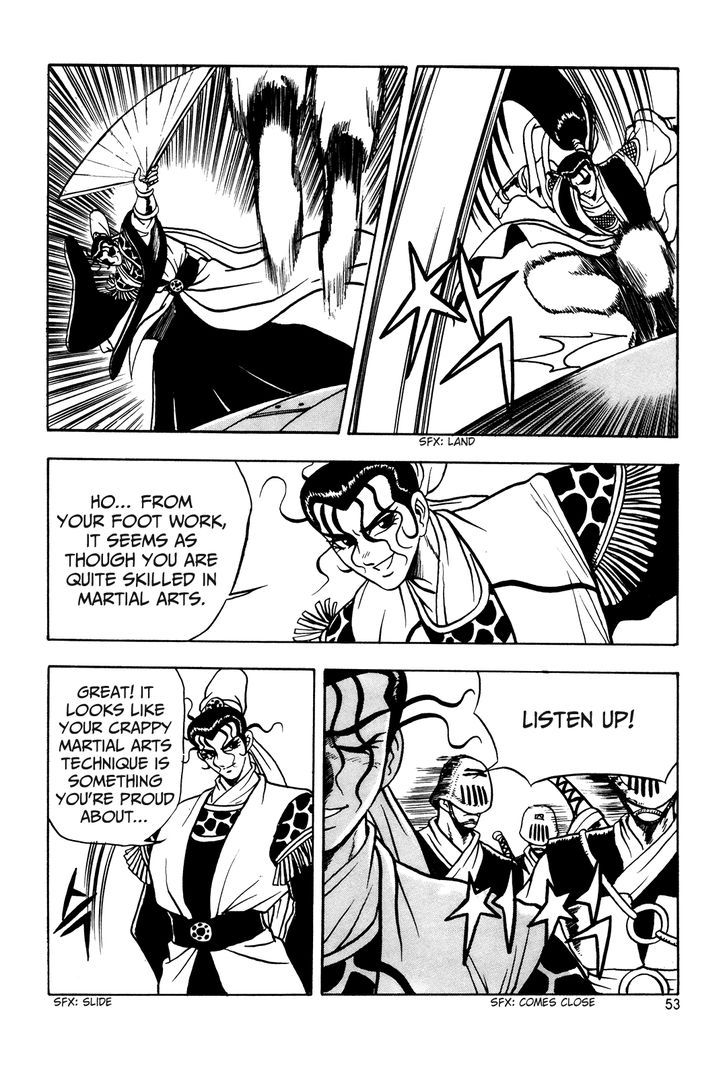 SFX: LAND
HO... FROM
YOUR FOOT WORK,
IT SEEMS AS
THOUGH YOU ARE
QUITE SKILLED IN
MARTIAL ARTS.
LISTEN UP!
SFX: COMES CLOSE
GREAT! IT
LOOKS LIKE
YOUR CRAPPY
MARTIAL ARTS
TECHNIQUE IS
SOMETHING
YOU'RE PROUD
ABOUT...
SFX: SLIDE
53